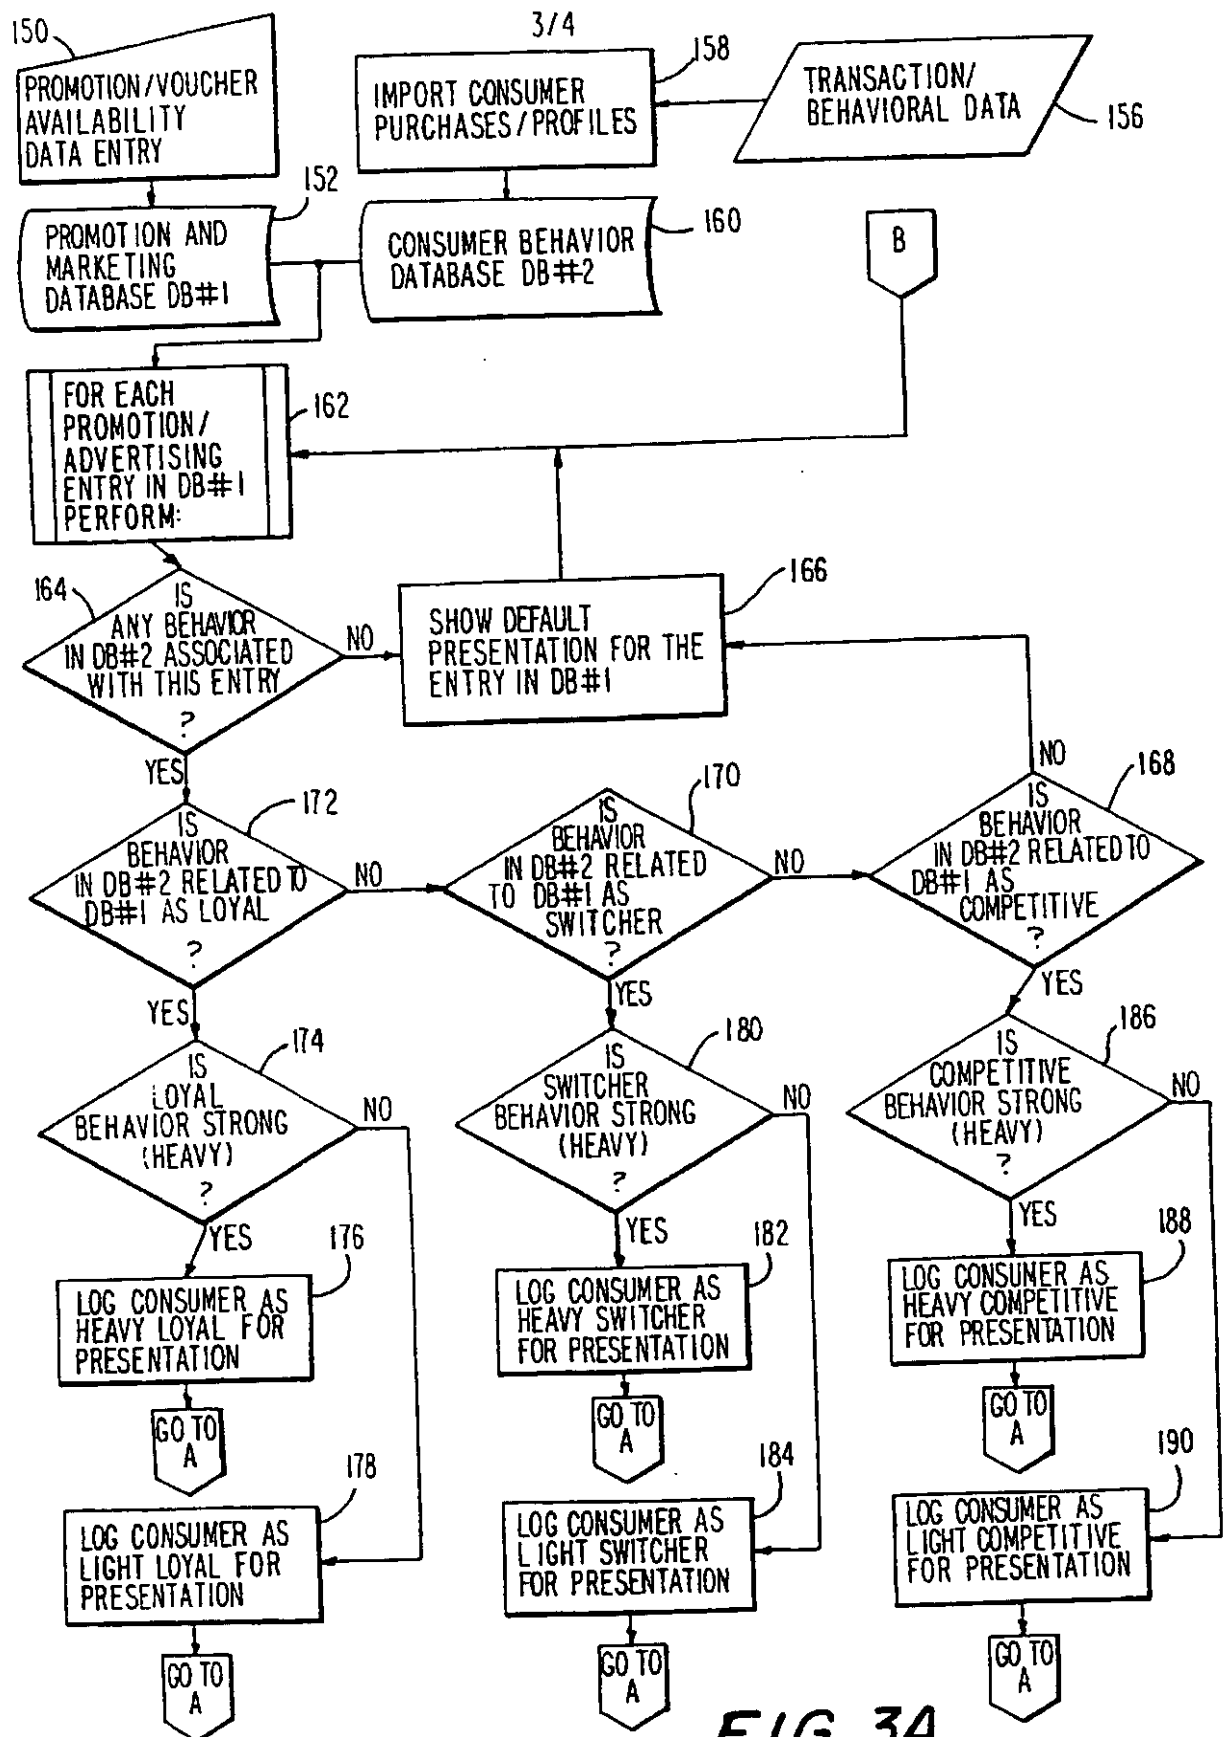 3/4
150
PROMOTION/VOUCHER
AVAILABILITY
DATA ENTRY
158
IMPORT CONSUMER
PURCHASES/PROFILES
TRANSACTION/
BEHAVIORAL DATA
156
152
PROMOTION AND
MARKETING
DATABASE DB#1
160
CONSUMER BEHAVIOR
DATABASE DB#2
B
162
FOR EACH
PROMOTION/
ADVERTISING
ENTRY IN DB#1
PERFORM:
164
IS
ANY BEHAVIOR
IN DB#2 ASSOCIATED
WITH THIS ENTRY
?
NO
166
SHOW DEFAULT
PRESENTATION FOR THE
ENTRY IN DB#1
YES
172
IS
BEHAVIOR
IN DB#2 RELATED TO
DB#1 AS LOYAL
?
NO
170
IS
BEHAVIOR
IN DB#2 RELATED
TO DB#1 AS
SWITCHER
?
NO
NO
168
IS
BEHAVIOR
IN DB#2 RELATED TO
DB#1 AS
COMPETITIVE
?
YES
YES
YES
174
IS
LOYAL
BEHAVIOR STRONG
(HEAVY)
?
NO
180
IS
SWITCHER
BEHAVIOR STRONG
(HEAVY)
?
NO
186
IS
COMPETITIVE
BEHAVIOR STRONG
(HEAVY)
?
NO
YES
YES
YES
176
LOG CONSUMER AS
HEAVY LOYAL FOR
PRESENTATION
182
LOG CONSUMER AS
HEAVY SWITCHER
FOR PRESENTATION
188
LOG CONSUMER AS
HEAVY COMPETITIVE
FOR PRESENTATION
GO TO
A
GO TO
A
GO TO
A
178
LOG CONSUMER AS
LIGHT LOYAL FOR
PRESENTATION
184
LOG CONSUMER AS
LIGHT SWITCHER
FOR PRESENTATION
190
LOG CONSUMER AS
LIGHT COMPETITIVE
FOR PRESENTATION
GO TO
A
GO TO
A
GO TO
A
FIG. 3A